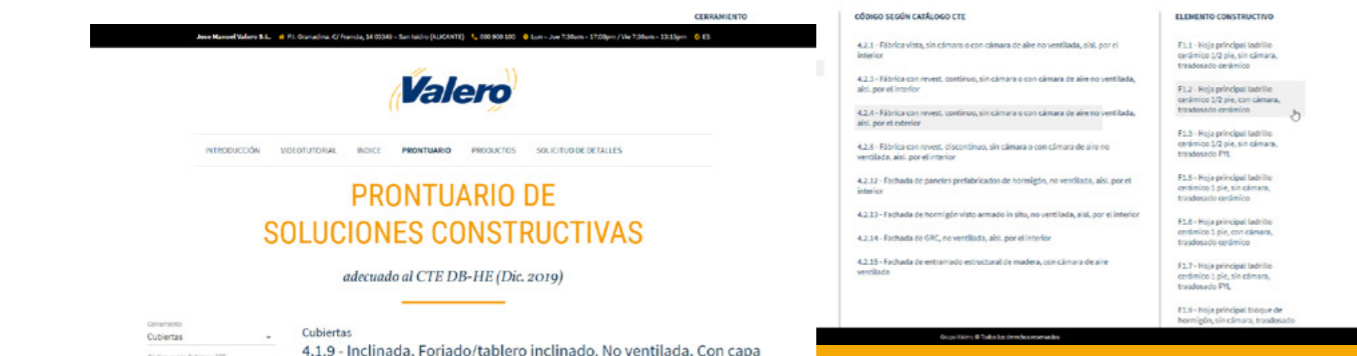 Jose Manuel Valero S.L. P.I. Granadina. C/ Francia, 14 03349 - San Isidro (ALICANTE) 600 900 100 Lun - Jue 7:30am - 17:00pm / Vie 7:30am - 13:15pm ES
Valero
INTRODUCCIÓN VIDEOTUTORIAL INDICE PRONTUARIO PRODUCTOS SOLICITUD DE DETALLES
PRONTUARIO DE
SOLUCIONES CONSTRUCTIVAS
adecuado al CTE DB-HE (Dic. 2019)
Cerramiento
Cubiertas
Cubiertas
4.1.9 - Inclinada. Forjado/tablero inclinado. No ventilada. Con capa
CERRAMIENTO
CÓDIGO SEGÚN CATÁLOGO CTE
4.2.1 - Fábrica vista, sin cámara o con cámara de aire no ventilada, aisl. por el
interior
4.2.3 - Fábrica con revest. continuo, sin cámara o con cámara de aire no ventilada,
aisl. por el interior
4.2.4 - Fábrica con revest. continuo, sin cámara o con cámara de aire no ventilada,
aisl. por el exterior
4.2.6 - Fábrica con revest. discontinuo, sin cámara o con cámara de aire no
ventilada, aisl. por el interior
4.2.12 - Fachada de paneles prefabricados de hormigón, no ventilada, aisl. por el
interior
4.2.13 - Fachada de hormigón visto armado in situ, no ventilada, aisl. por el interior
4.2.14 - Fachada de GRC, no ventilada, aisl. por el interior
4.2.15 - Fachada de entramado estructural de madera, con cámara de aire
ventilada
ELEMENTO CONSTRUCTIVO
F1.1 - Hoja principal ladrillo
cerámico 1/2 pie, sin cámara,
trasdosado cerámico
F1.2 - Hoja principal ladrillo
cerámico 1/2 pie, con cámara,
trasdosado cerámico
F1.3 - Hoja principal ladrillo
cerámico 1/2 pie, sin cámara,
trasdosado PYL
F1.5 - Hoja principal ladrillo
cerámico 1 pie, sin cámara,
trasdosado cerámico
F1.6 - Hoja principal ladrillo
cerámico 1 pie, con cámara,
trasdosado cerámico
F1.7 - Hoja principal ladrillo
cerámico 1 pie, sin cámara,
trasdosado PYL
F1.9 - Hoja principal bloque de
hormigón, sin cámara, trasdosado
Grupo Valero © Todos los derechos reservados